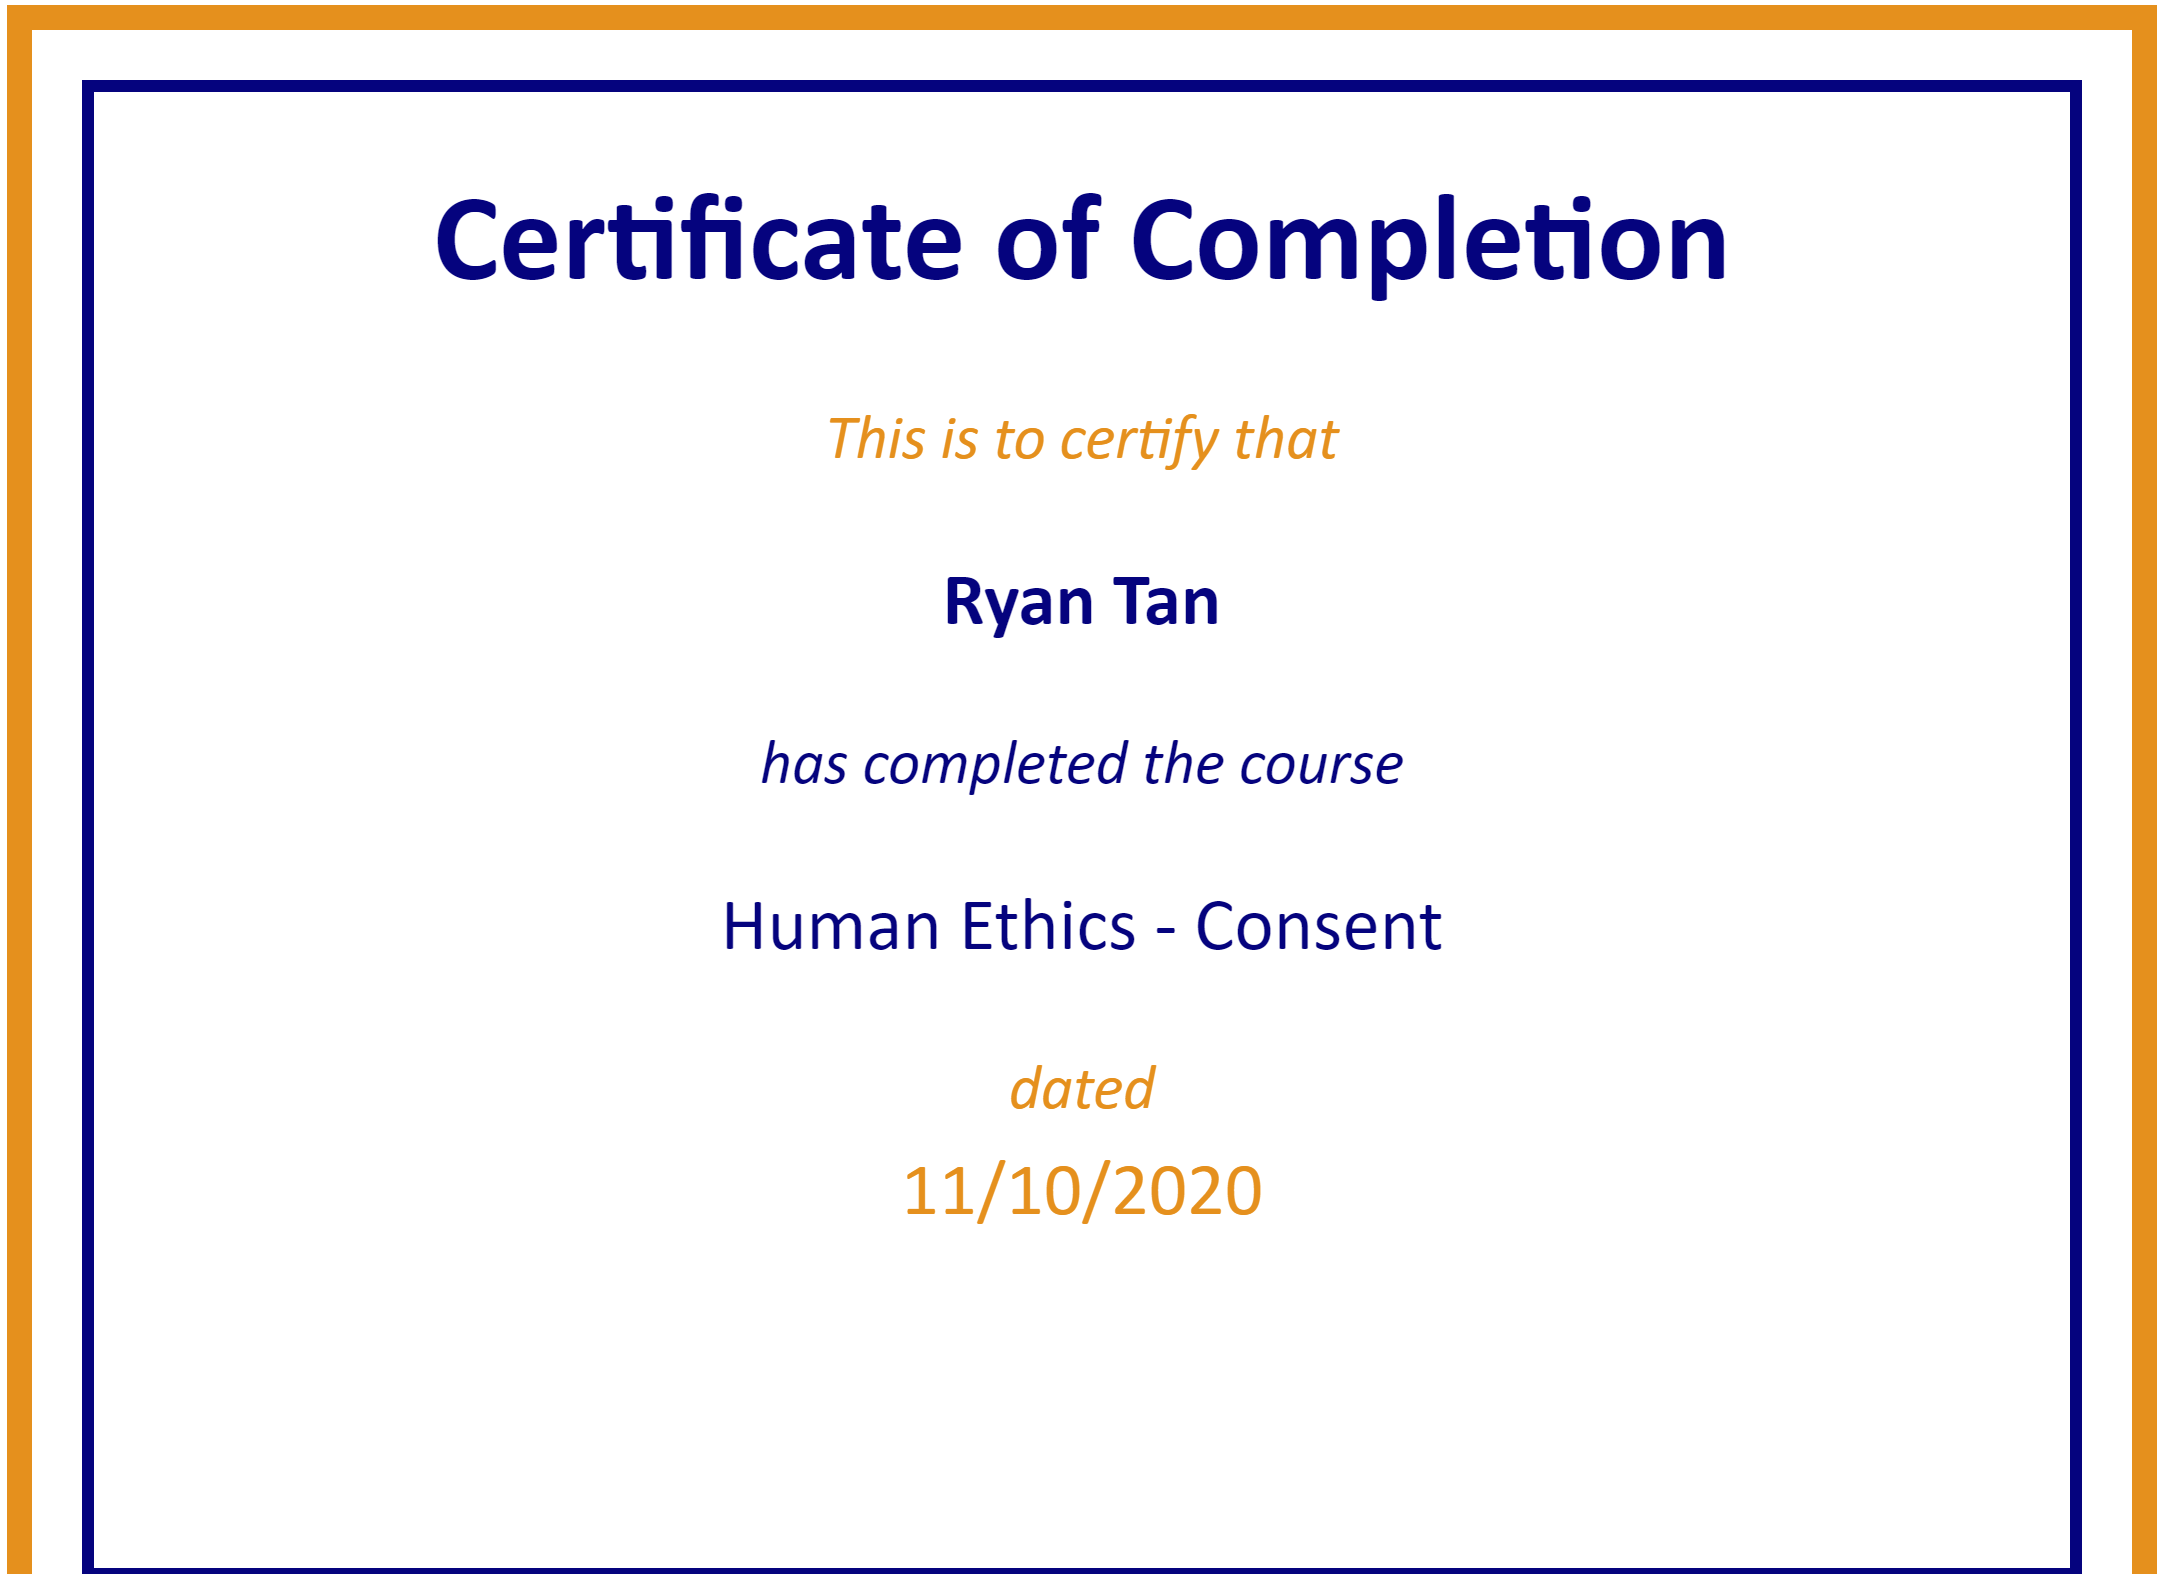 Certificate of Completion
This is to certify that
Ryan Tan
has completed the course
Human Ethics - Consent
dated
11/10/2020